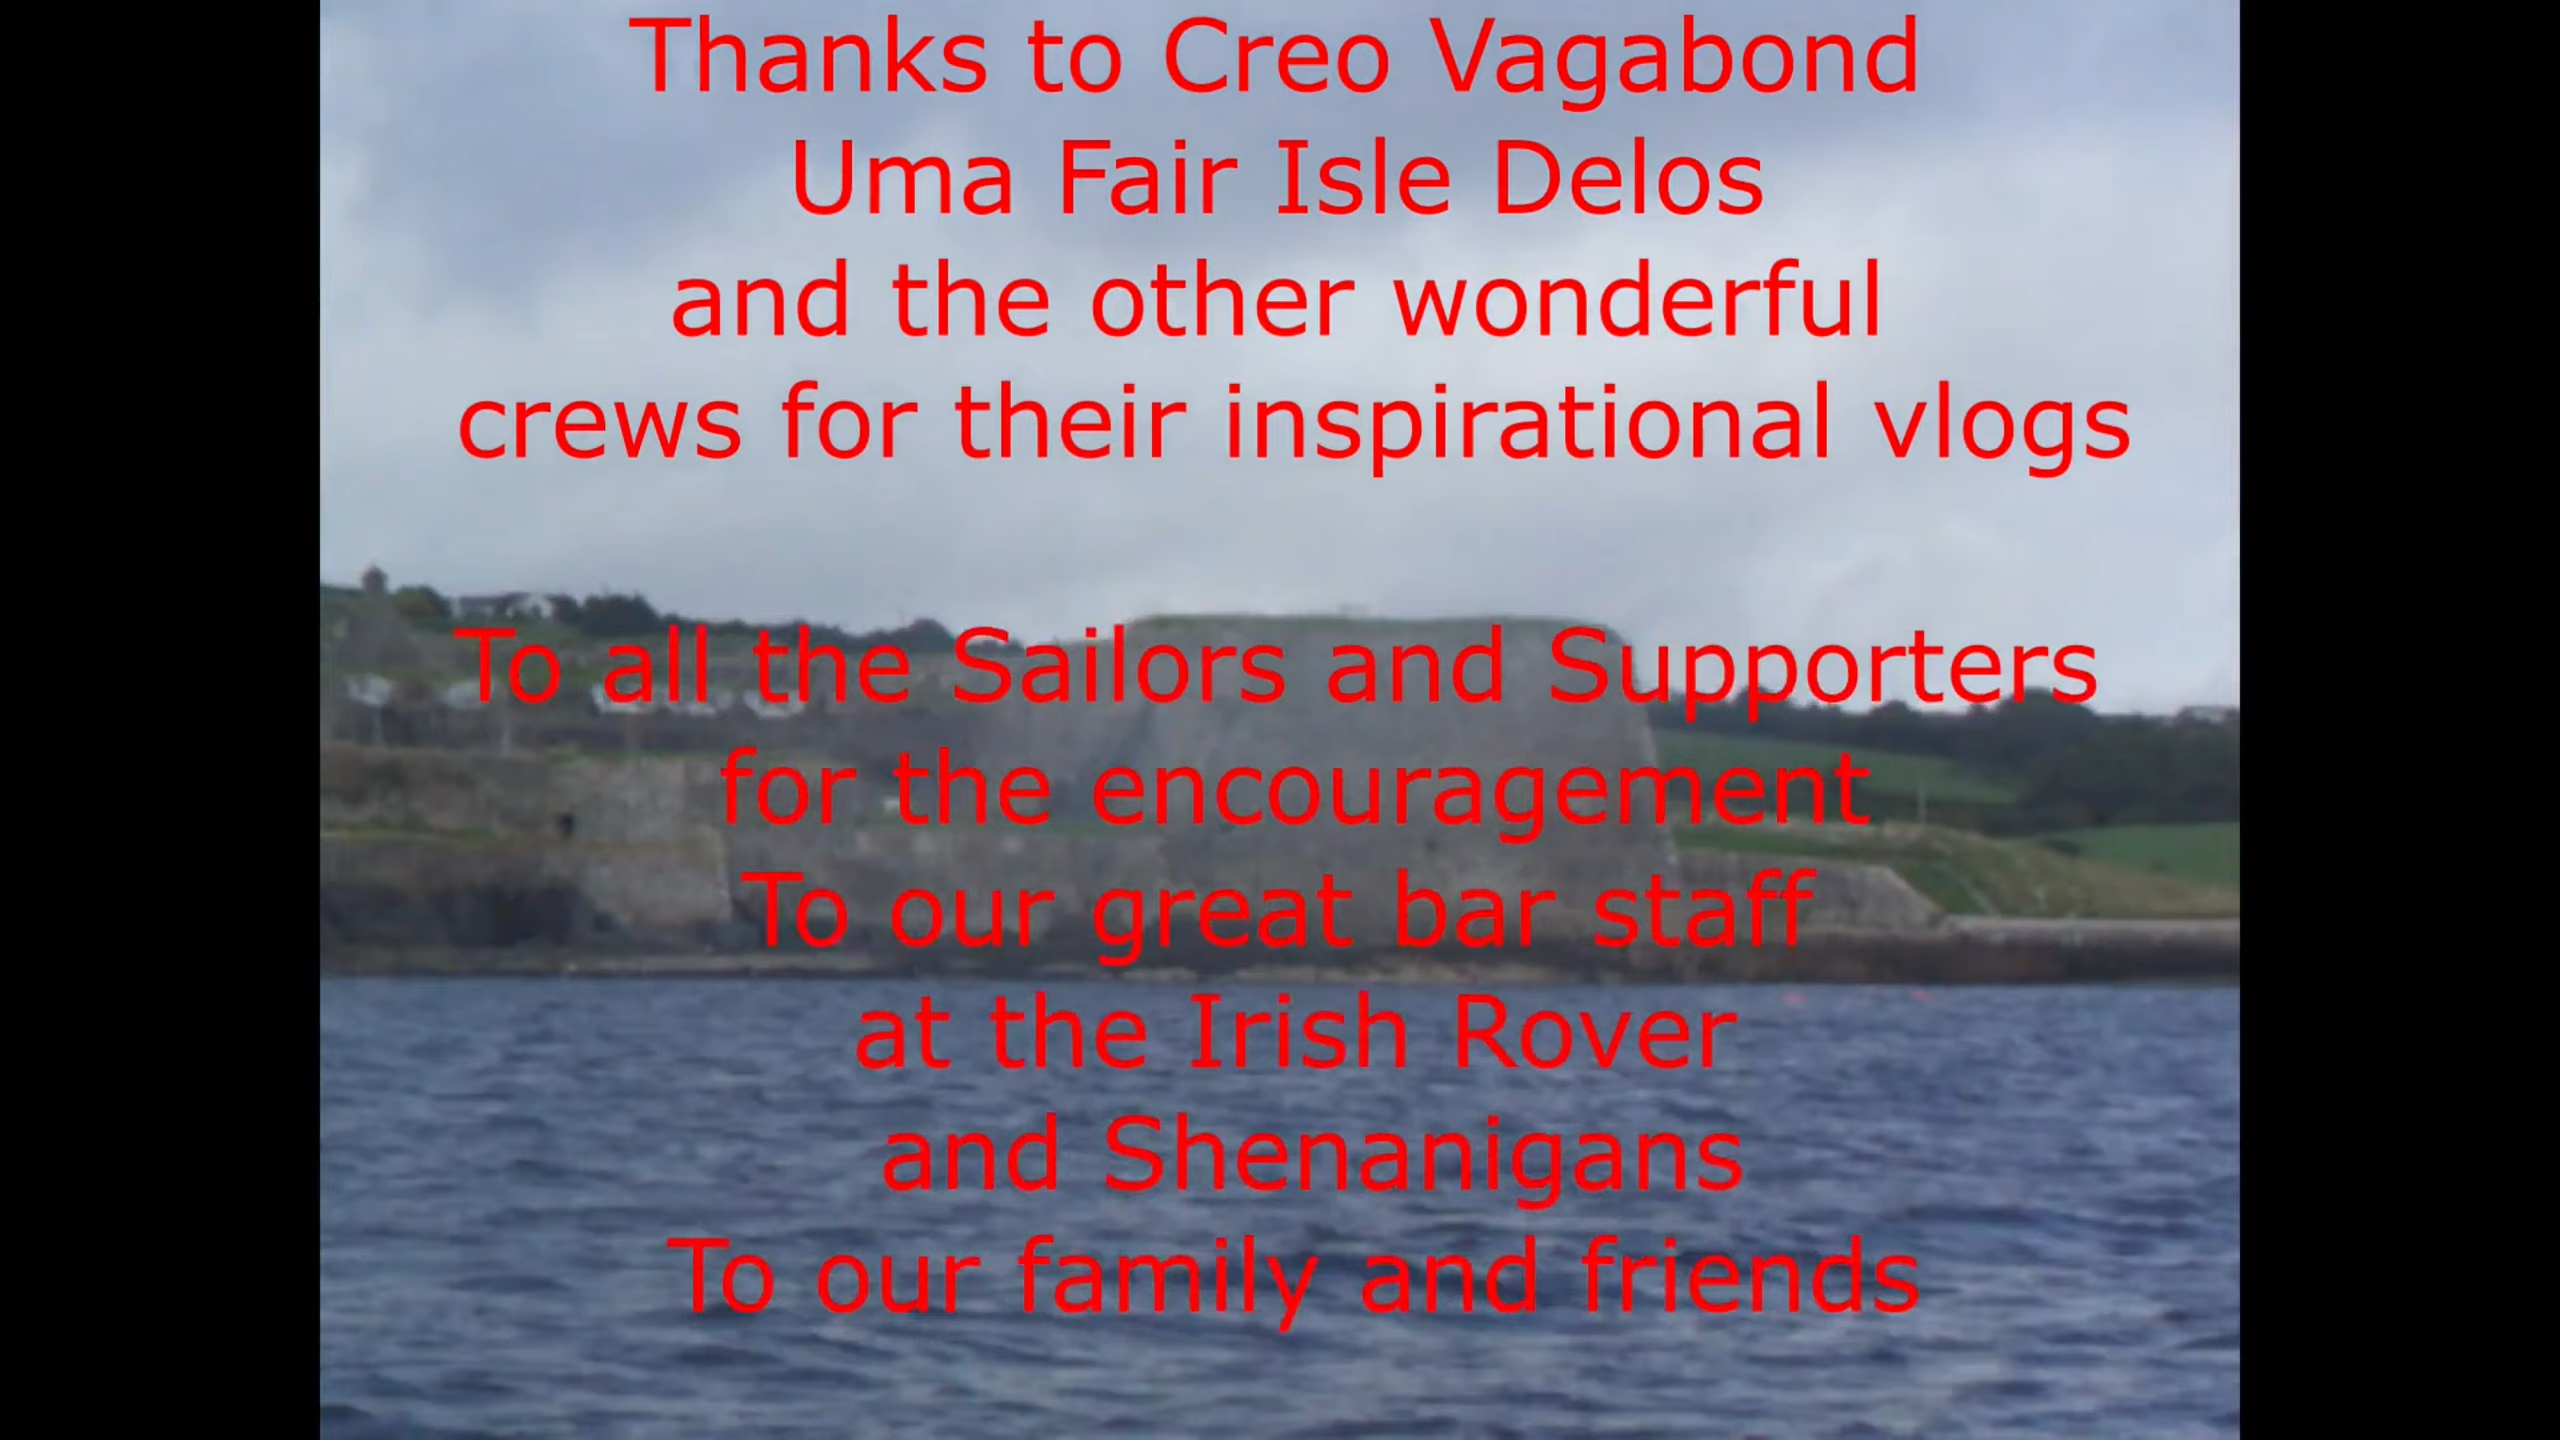 Thanks to Creo Vagabond
Uma Fair Isle Delos
and the other wonderful
crews for their inspirational vlogs
To all the Sailors and Supporters
for the encouragement
To our great bar staff
at the Irish Rover
and Shenanigans
To our family and friends